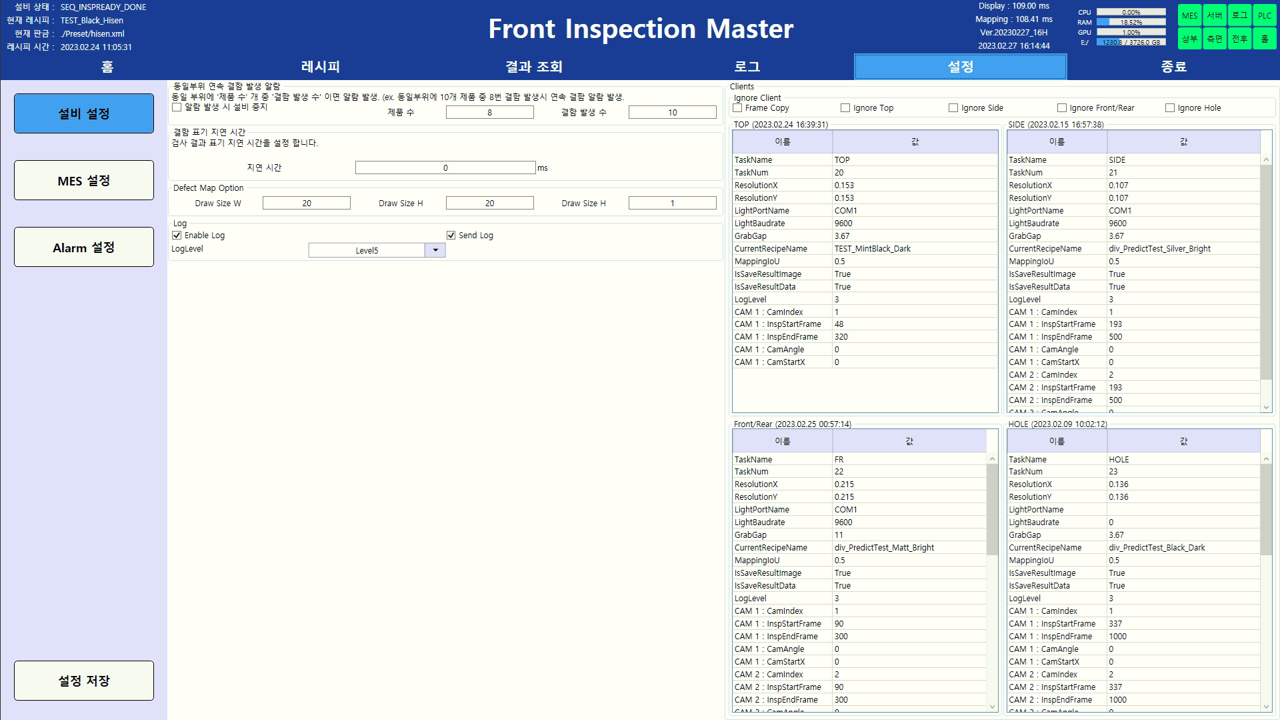 설비 상태 : SEQ_INSPREADY_DONE
현재 레시피 : TEST_Black_Hisen
현재 판금 : ./Preset/hisen.xml
레시피 시간 : 2023.02.24 11:05:31
Front Inspection Master
Display : 109.00 ms
Mapping : 108.41 ms
Ver.20230227_16H
2023.02.27 16:14:44
CPU 0.00%
RAM 18.52%
GPU 1.00%
E:/ 1230.8 / 3726.0 GB
MES 서버 로그 PLC
상부 측면 전후 홀
홈 레시피 결과 조회 로그 설정 종료
설비 설정
MES 설정
Alarm 설정
설정 저장
동일부위 연속 결함 발생 알람
동일 부위에 '제품 수' 개 중 '결함 발생 수' 이면 알람 발생. (ex. 동일부위에 10개 제품 중 8번 결함 발생시 연속 결함 알람 발생.
알람 발생 시 설비 중지
제품 수 8 결함 발생 수 10
결함 표기 지연 시간
검사 결과 표기 지연 시간을 설정 합니다.
지연 시간 0 ms
Defect Map Option
Draw Size W 20 Draw Size H 20 Draw Size H 1
Log
Enable Log Send Log
LogLevel Level5
Clients
Ignore Client
Frame Copy Ignore Top Ignore Side Ignore Front/Rear Ignore Hole
TOP (2023.02.24 16:39:31)
이름 값
TaskName TOP
TaskNum 20
ResolutionX 0.153
ResolutionY 0.153
LightPortName COM1
LightBaudrate 9600
GrabGap 3.67
CurrentRecipeName TEST_MintBlack_Dark
MappingIoU 0.5
IsSaveResultImage True
IsSaveResultData True
LogLevel 3
CAM 1 : CamIndex 1
CAM 1 : InspStartFrame 48
CAM 1 : InspEndFrame 320
CAM 1 : CamAngle 0
CAM 1 : CamStartX 0
SIDE (2023.02.15 16:57:38)
이름 값
TaskName SIDE
TaskNum 21
ResolutionX 0.107
ResolutionY 0.107
LightPortName COM1
LightBaudrate 9600
GrabGap 3.67
CurrentRecipeName div_PredictTest_Silver_Bright
MappingIoU 0.5
IsSaveResultImage True
IsSaveResultData True
LogLevel 3
CAM 1 : CamIndex 1
CAM 1 : InspStartFrame 193
CAM 1 : InspEndFrame 500
CAM 1 : CamAngle 0
CAM 1 : CamStartX 0
CAM 2 : CamIndex 2
CAM 2 : InspStartFrame 193
CAM 2 : InspEndFrame 500
CAM 2 : CamAngle 0
Front/Rear (2023.02.25 00:57:14)
이름 값
TaskName FR
TaskNum 22
ResolutionX 0.215
ResolutionY 0.215
LightPortName COM1
LightBaudrate 9600
GrabGap 11
CurrentRecipeName div_PredictTest_Matt_Bright
MappingIoU 0.5
IsSaveResultImage True
IsSaveResultData True
LogLevel 3
CAM 1 : CamIndex 1
CAM 1 : InspStartFrame 90
CAM 1 : InspEndFrame 300
CAM 1 : CamAngle 0
CAM 1 : CamStartX 0
CAM 2 : CamIndex 2
CAM 2 : InspStartFrame 90
CAM 2 : InspEndFrame 300
CAM 2 : CamAngle 0
HOLE (2023.02.09 10:02:12)
이름 값
TaskName HOLE
TaskNum 23
ResolutionX 0.136
ResolutionY 0.136
LightPortName
LightBaudrate 0
GrabGap 3.67
CurrentRecipeName div_PredictTest_Black_Dark
MappingIoU 0.5
IsSaveResultImage True
IsSaveResultData True
LogLevel 3
CAM 1 : CamIndex 1
CAM 1 : InspStartFrame 337
CAM 1 : InspEndFrame 1000
CAM 1 : CamAngle 0
CAM 1 : CamStartX 0
CAM 2 : CamIndex 2
CAM 2 : InspStartFrame 337
CAM 2 : InspEndFrame 1000
CAM 2 : CamAngle 0